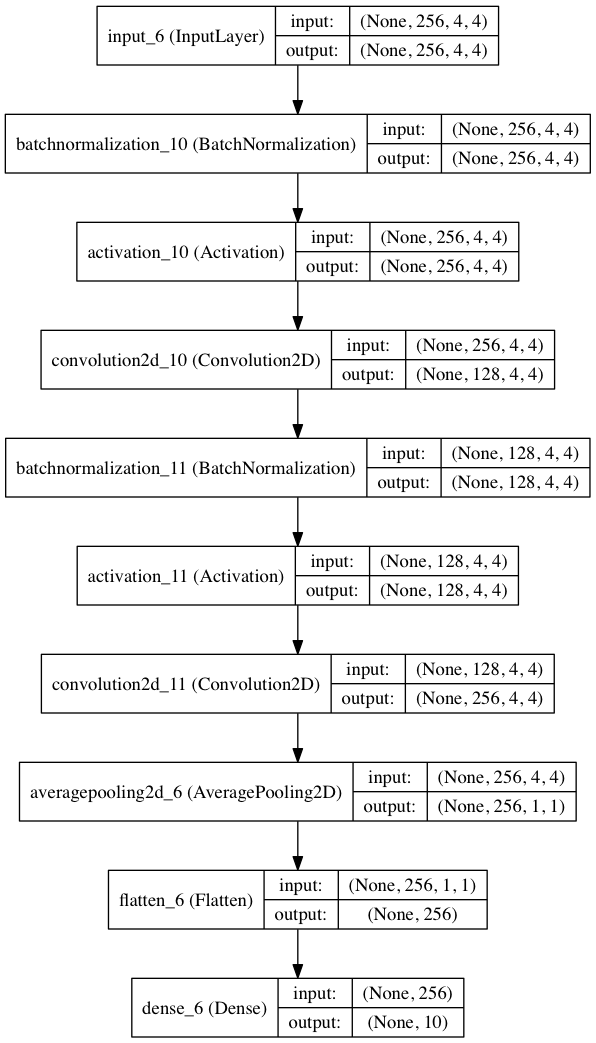 input_6 (InputLayer)
input: (None, 256, 4, 4)
output: (None, 256, 4, 4)
batchnormalization_10 (BatchNormalization)
input: (None, 256, 4, 4)
output: (None, 256, 4, 4)
activation_10 (Activation)
input: (None, 256, 4, 4)
output: (None, 256, 4, 4)
convolution2d_10 (Convolution2D)
input: (None, 256, 4, 4)
output: (None, 128, 4, 4)
batchnormalization_11 (BatchNormalization)
input: (None, 128, 4, 4)
output: (None, 128, 4, 4)
activation_11 (Activation)
input: (None, 128, 4, 4)
output: (None, 128, 4, 4)
convolution2d_11 (Convolution2D)
input: (None, 128, 4, 4)
output: (None, 256, 4, 4)
averagepooling2d_6 (AveragePooling2D)
input: (None, 256, 4, 4)
output: (None, 256, 1, 1)
flatten_6 (Flatten)
input: (None, 256, 1, 1)
output: (None, 256)
dense_6 (Dense)
input: (None, 256)
output: (None, 10)